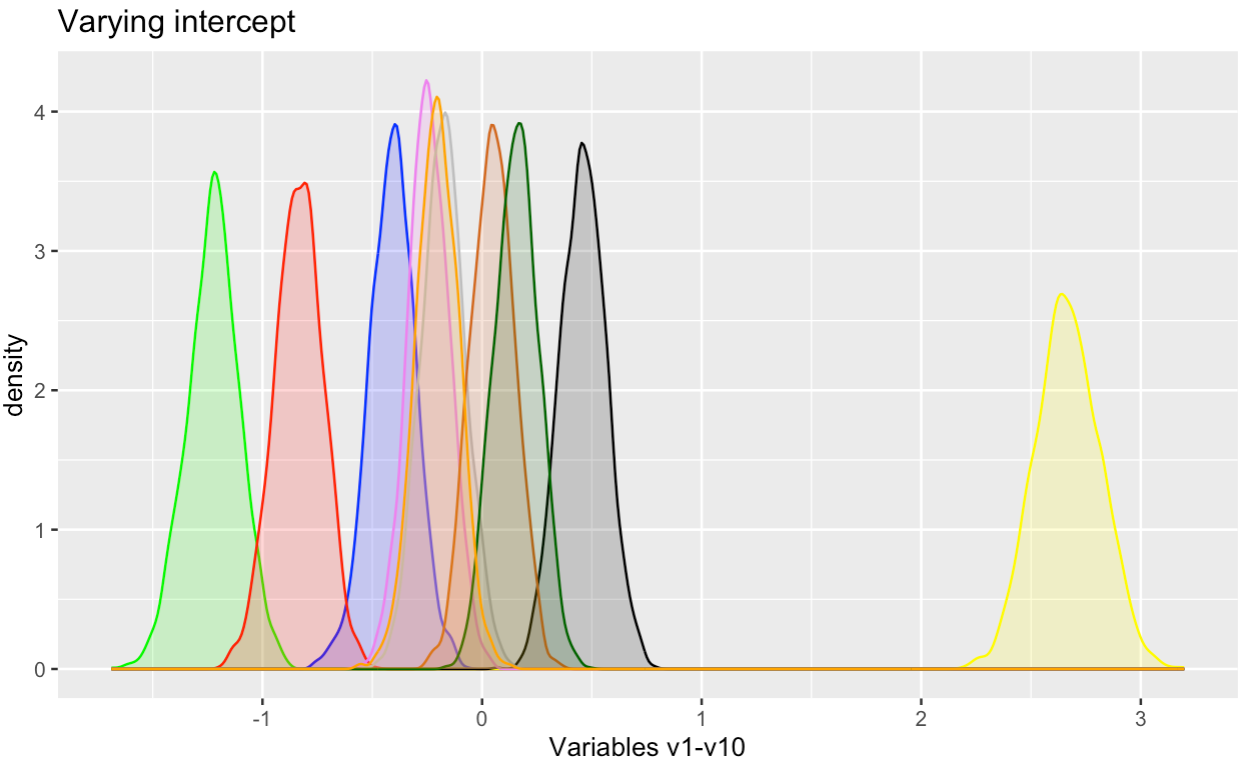 Varying intercept
density
4
3
2
1
0
-1 0 1 2 3
Variables v1-v10